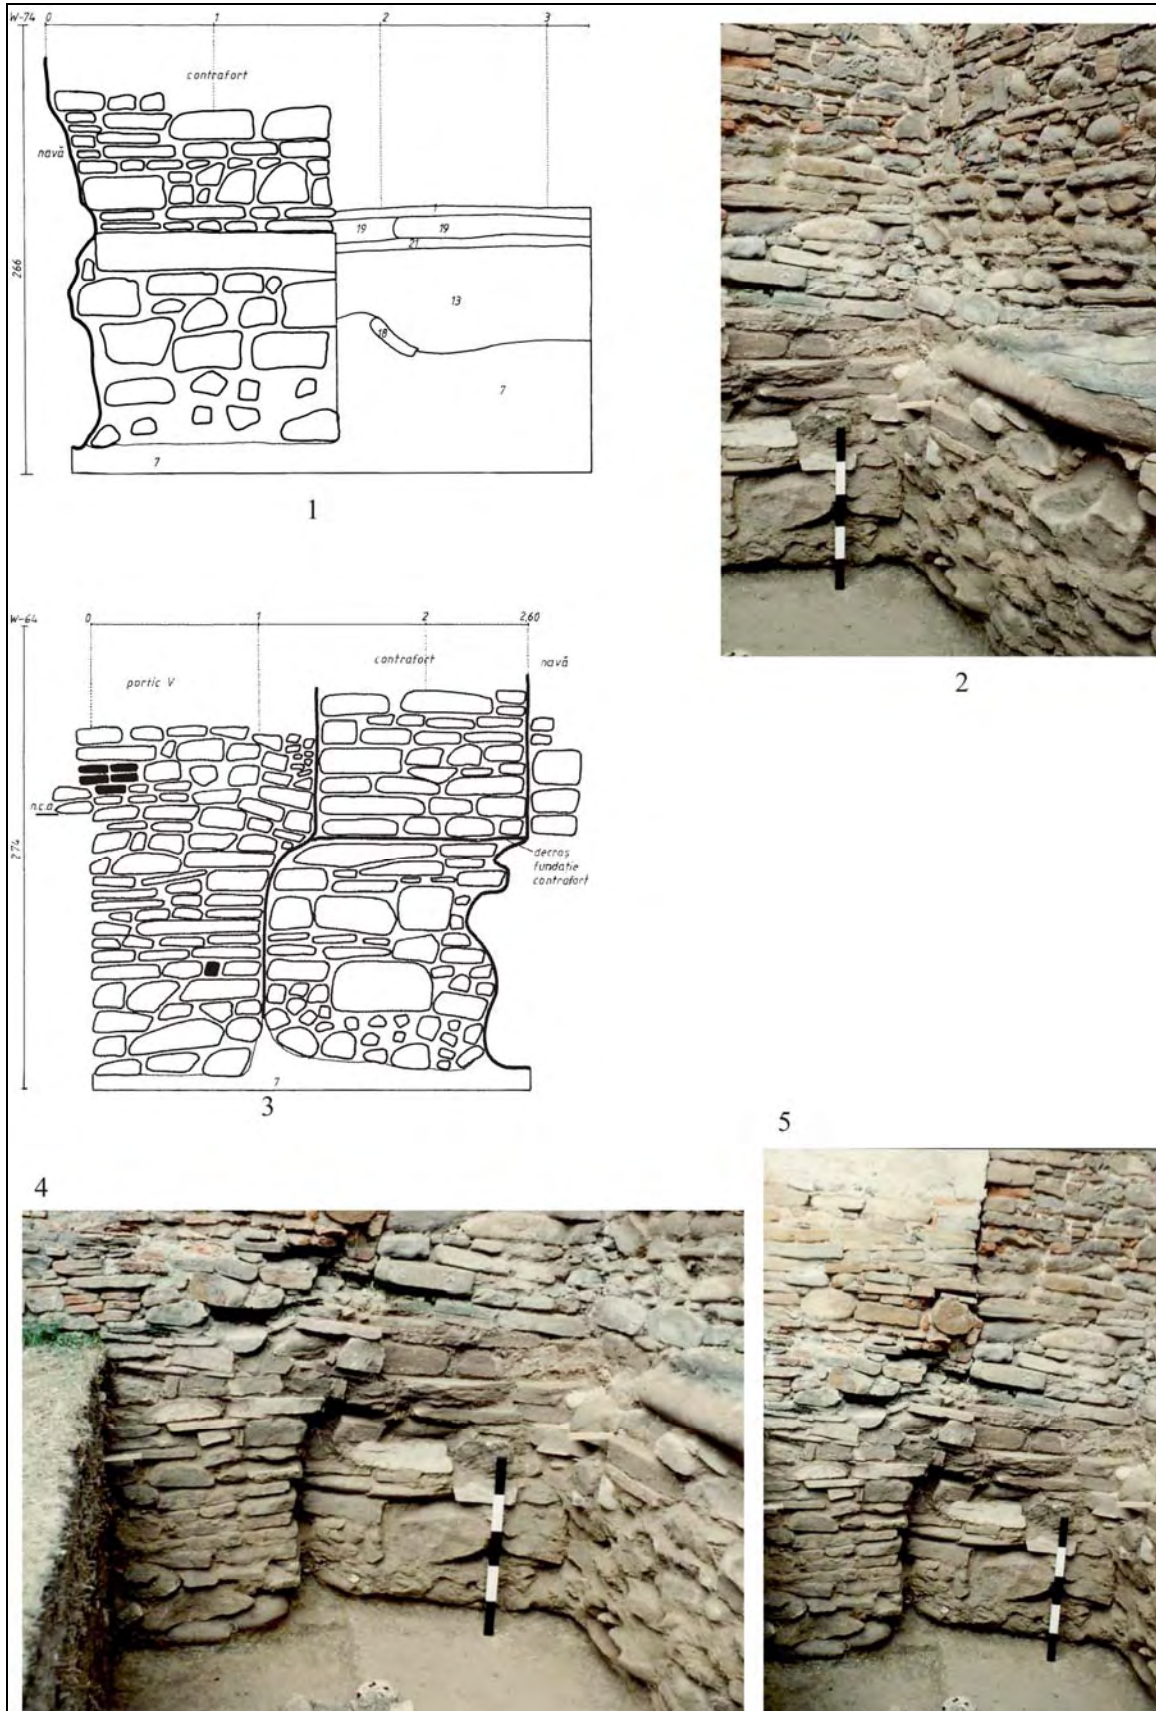 W-74 0 1 2 3
contrafort
navă
1
19 19
21
266
13
18
7
7
1
2
W-64 0 1 2 2,60
contrafort
navă
portic V
n.c.a
decroș
fundație
contrafort
274
7
3
5
4